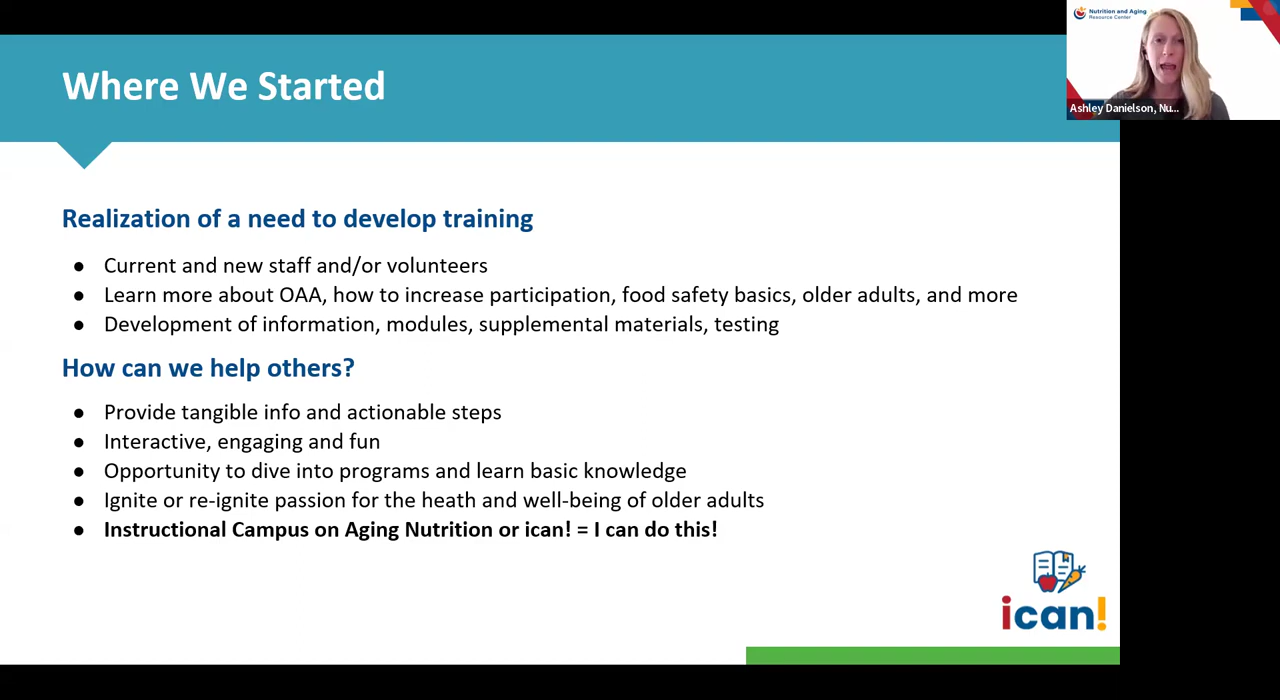 Nutrition and Aging
Resource Center
Ashley Danielson, Nu...
Where We Started
Realization of a need to develop training
● Current and new staff and/or volunteers
● Learn more about OAA, how to increase participation, food safety basics, older adults, and more
● Development of information, modules, supplemental materials, testing
How can we help others?
● Provide tangible info and actionable steps
● Interactive, engaging and fun
● Opportunity to dive into programs and learn basic knowledge
● Ignite or re-ignite passion for the heath and well-being of older adults
● Instructional Campus on Aging Nutrition or ican! = I can do this!
ican!